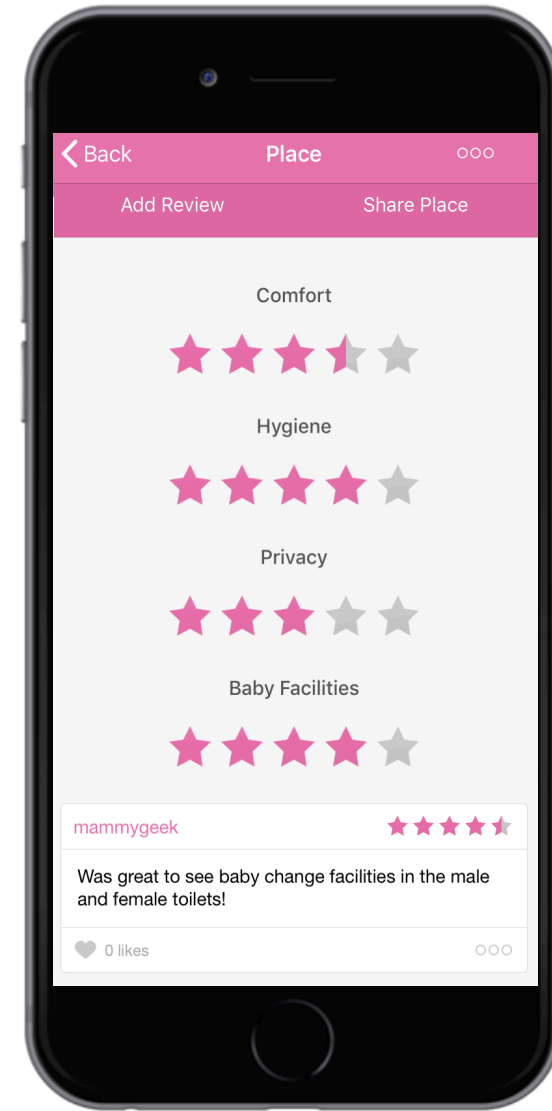 Back
Place
Add Review
Share Place
Comfort
Hygiene
Privacy
Baby Facilities
mammygeek
Was great to see baby change facilities in the male
and female toilets!
0 likes